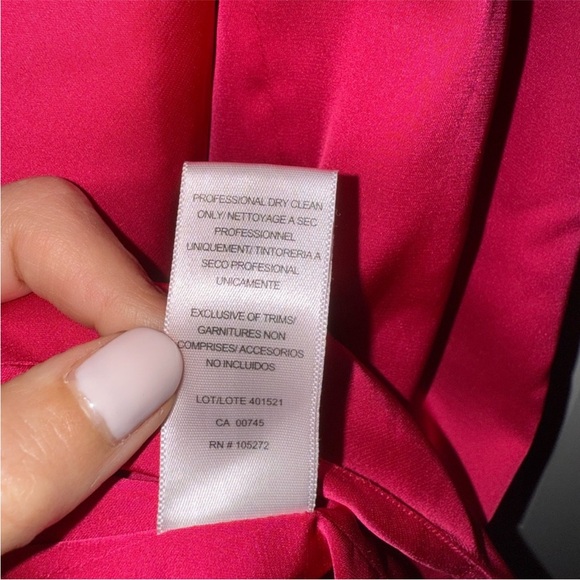 PROFESSIONAL DRY CLEAN
ONLY/ NETTOYAGE A SEC
PROFESSIONNEL
UNIQUEMENT/ TINTORERIA A
SECO PROFESIONAL
UNICAMENTE
EXCLUSIVE OF TRIMS/
GARNITURES NON
COMPRISES/ ACCESORIOS
NO INCLUIDOS
LOT/LOTE 401521
CA 00745
RN # 105272